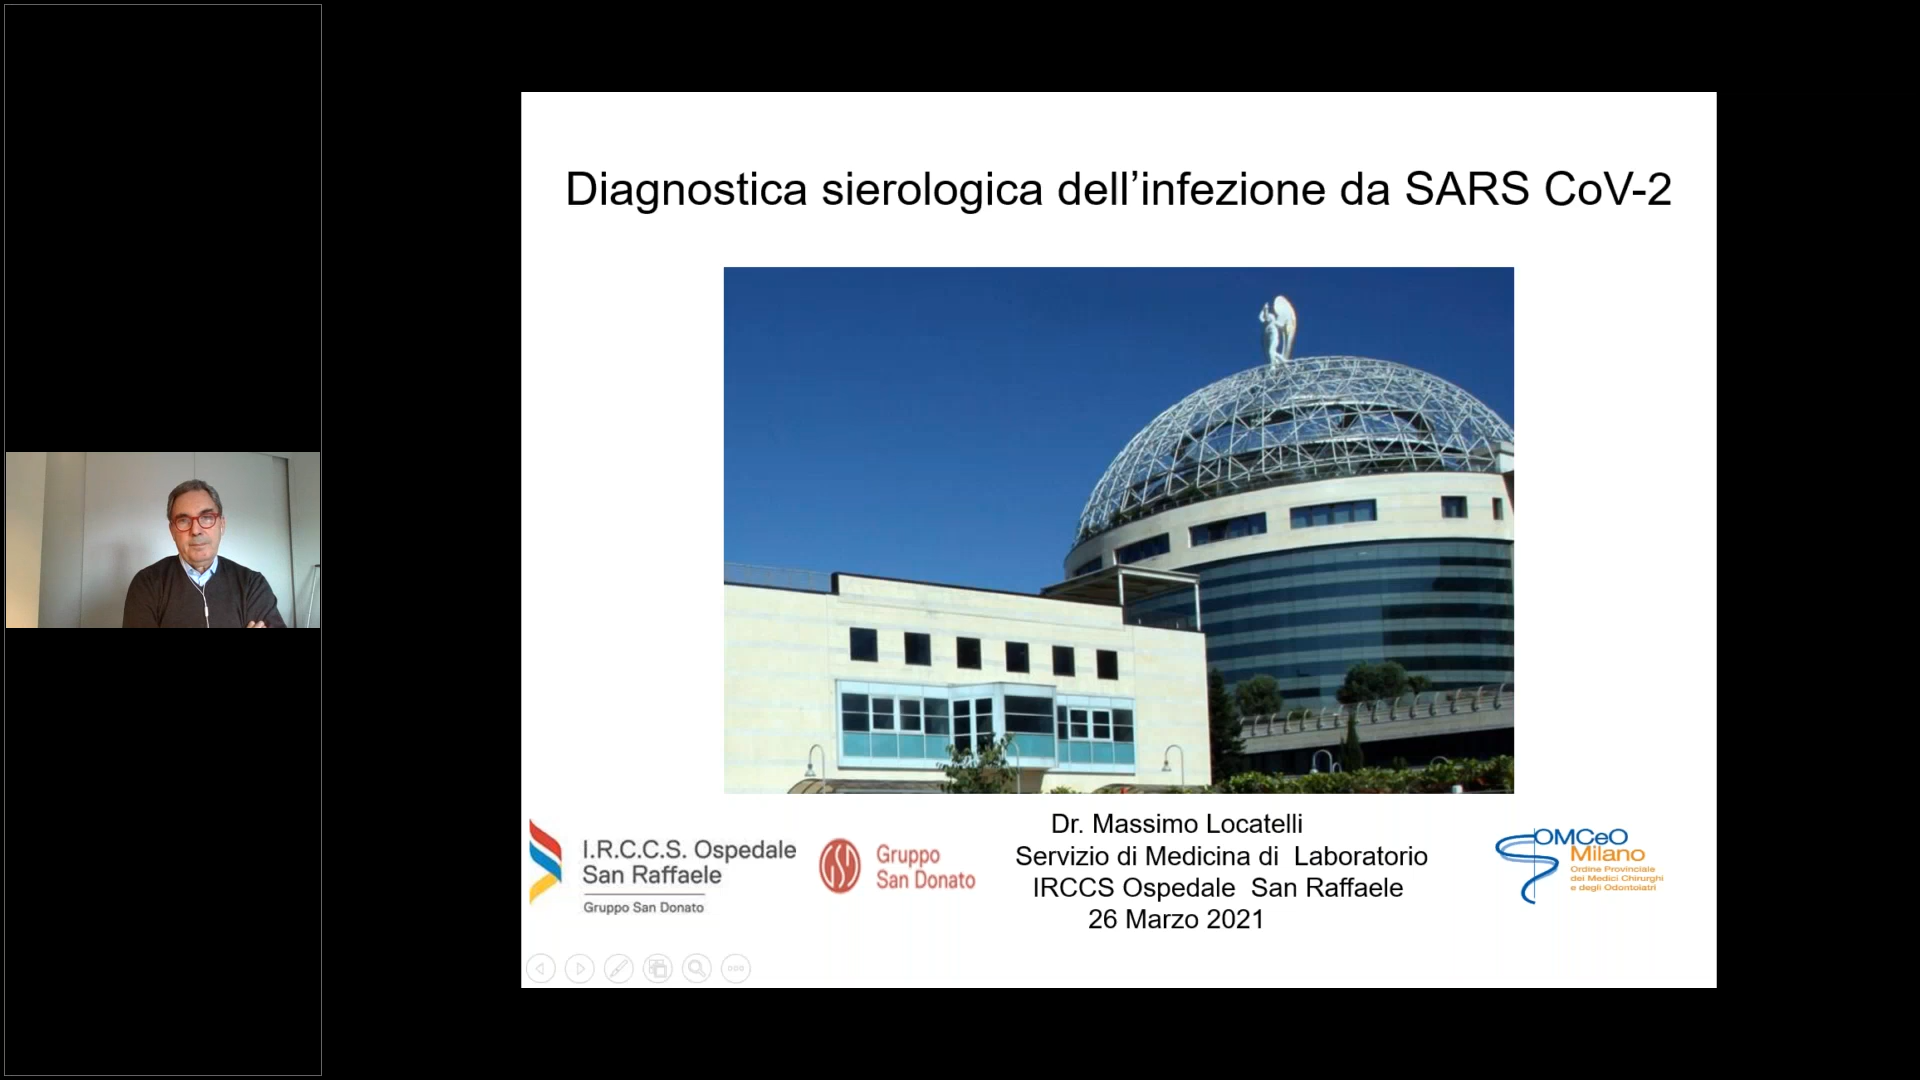 Diagnostica sierologica dell’infezione da SARS CoV-2
Dr. Massimo Locatelli
Servizio di Medicina di Laboratorio
IRCCS Ospedale San Raffaele
26 Marzo 2021
I.R.C.C.S. Ospedale
San Raffaele
Gruppo San Donato
GSD
Gruppo
San Donato
OMCeO
Milano
Ordine Provinciale
dei Medici Chirurghi
e degli Odontoiatri